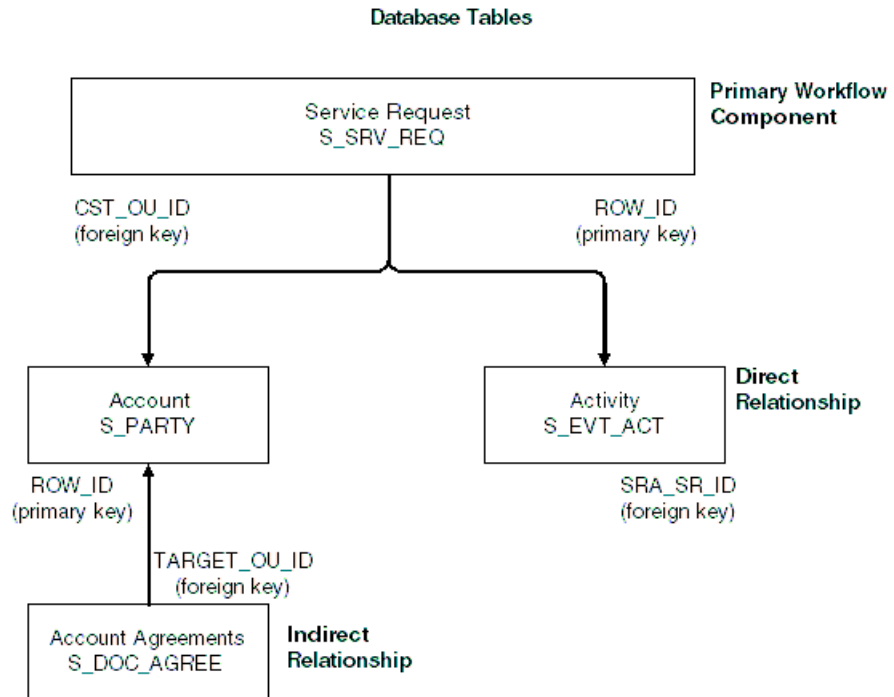 Database Tables
Service Request
S_SRV_REQ
Primary Workflow
Component
CST_OU_ID
(foreign key)
ROW_ID
(primary key)
Account
S_PARTY
Activity
S_EVT_ACT
Direct
Relationship
ROW_ID
(primary key)
SRA_SR_ID
(foreign key)
TARGET_OU_ID
(foreign key)
Account Agreements
S_DOC_AGREE
Indirect
Relationship